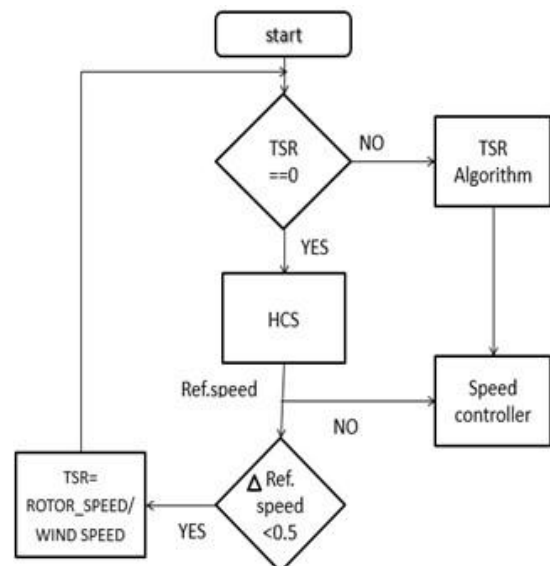 start
TSR
==0
NO
TSR
Algorithm
YES
HCS
Ref.speed
NO
Speed
controller
Δ Ref.
speed
<0.5
YES
TSR=
ROTOR_SPEED/
WIND SPEED